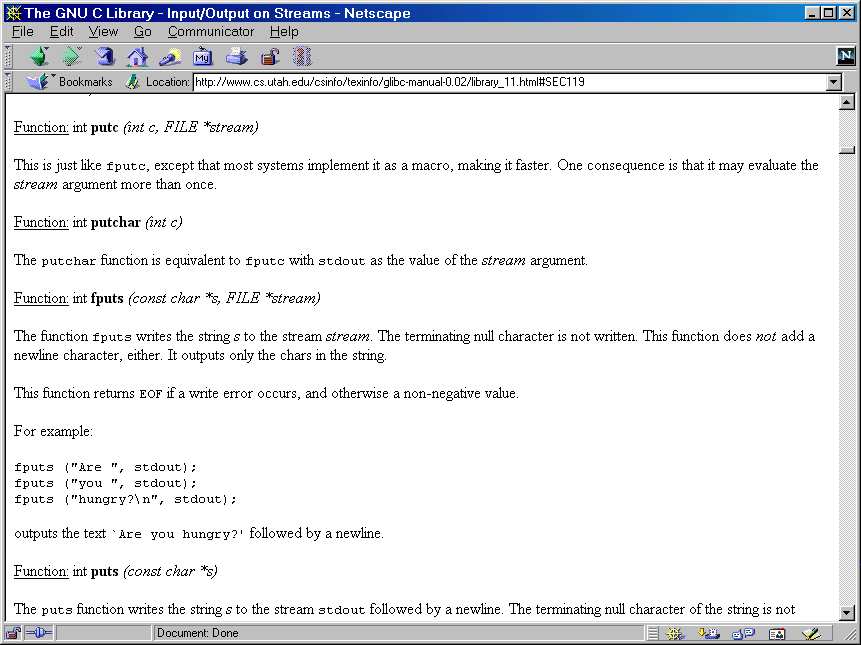 The GNU C Library - Input/Output on Streams - Netscape
File Edit View Go Communicator Help
My N
Bookmarks Location: http://www.cs.utah.edu/csinfo/texinfo/glibc-manual-0.02/library_11.html#SEC119
Function: int putc (int c, FILE *stream)
This is just like fputc, except that most systems implement it as a macro, making it faster. One consequence is that it may evaluate the
stream argument more than once.
Function: int putchar (int c)
The putchar function is equivalent to fputc with stdout as the value of the stream argument.
Function: int fputs (const char *s, FILE *stream)
The function fputs writes the string s to the stream stream. The terminating null character is not written. This function does not add a
newline character, either. It outputs only the chars in the string.
This function returns EOF if a write error occurs, and otherwise a non-negative value.
For example:
fputs ("Are ", stdout);
fputs ("you ", stdout);
fputs ("hungry?\n", stdout);
outputs the text `Are you hungry?' followed by a newline.
Function: int puts (const char *s)
The puts function writes the string s to the stream stdout followed by a newline. The terminating null character of the string is not
Document: Done